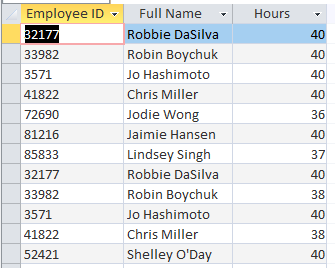 Employee ID Full Name Hours
32177 Robbie DaSilva 40
33982 Robin Boychuk 40
3571 Jo Hashimoto 40
41822 Chris Miller 40
72690 Jodie Wong 36
81216 Jaimie Hansen 40
85833 Lindsey Singh 37
32177 Robbie DaSilva 40
33982 Robin Boychuk 38
3571 Jo Hashimoto 40
41822 Chris Miller 38
52421 Shelley O'Day 40